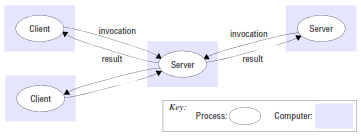 Client
invocation
invocation
Server
result
Server
result
Client
Key:
Process:
Computer: